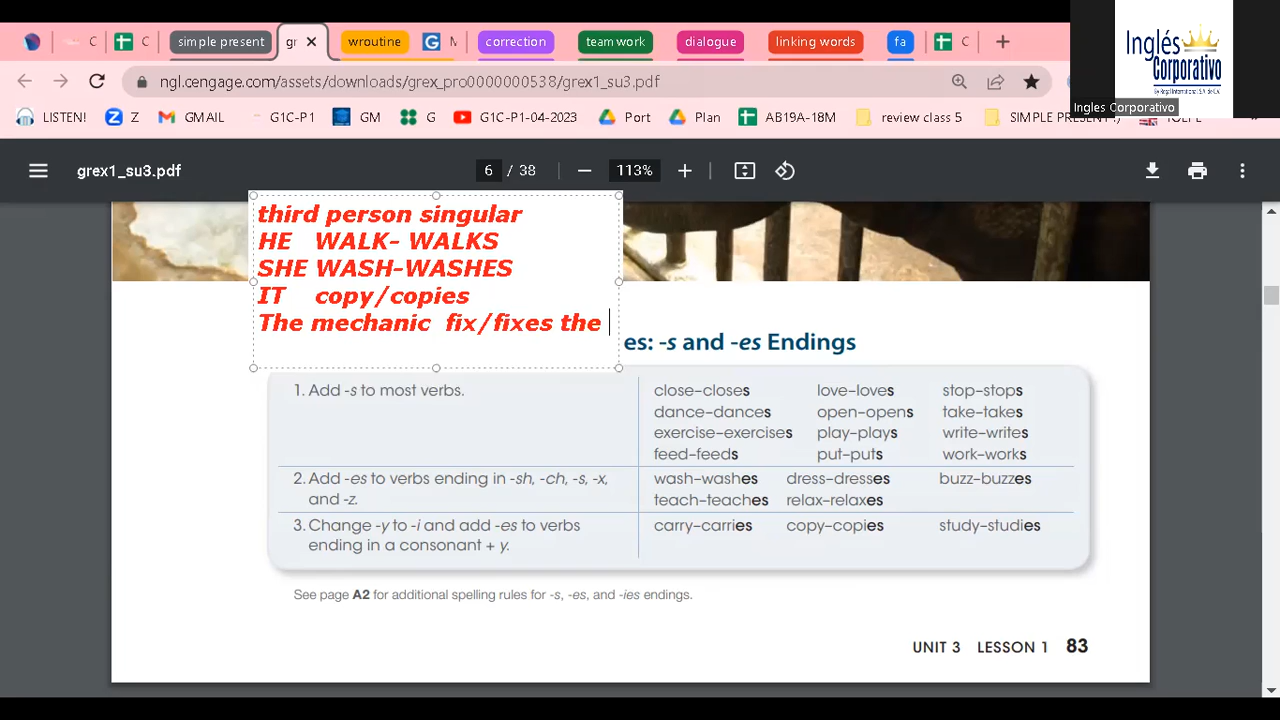 C
C
simple present
gr
wroutine
M
correction
team work
dialogue
linking words
fa
C
Inglés
Corporativo
By Regal International, S.A. de C.V.
Ingles Corporativo
ngl.cengage.com/assets/downloads/grex_pro0000000538/grex1_su3.pdf
LISTEN!
Z
GMAIL
G1C-P1
GM
G
G1C-P1-04-2023
Port
Plan
AB19A-18M
review class 5
SIMPLE PRESENT :)
grex1_su3.pdf
6 / 38
113%
third person singular
HE WALK- WALKS
SHE WASH-WASHES
IT copy/copies
The mechanic fix/fixes the
es: -s and -es Endings
1. Add -s to most verbs.
close–closes love–loves stop–stops
dance–dances open–opens take–takes
exercise–exercises play–plays write–writes
feed–feeds put–puts work–works
2. Add -es to verbs ending in -sh, -ch, -s, -x,
and -z.
wash–washes dress–dresses buzz–buzzes
teach–teaches relax–relaxes
3. Change -y to -i and add -es to verbs
ending in a consonant + y.
carry–carries copy–copies study–studies
See page A2 for additional spelling rules for -s, -es, and -ies endings.
UNIT 3 LESSON 1 83